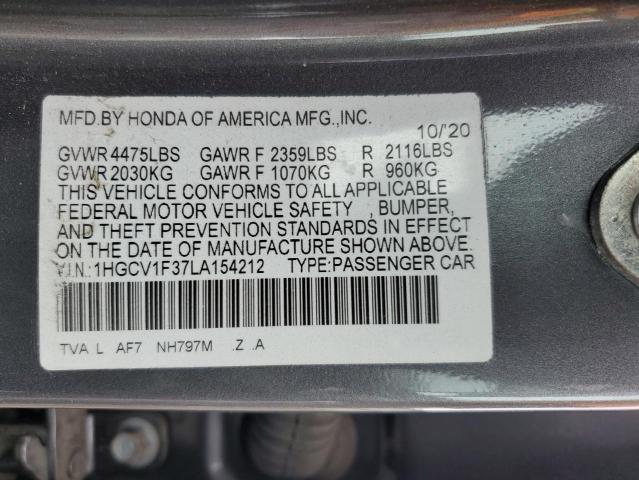 MFD.BY HONDA OF AMERICA MFG.,INC.
10/'20
GVWR 4475LBS GAWR F 2359LBS R 2116LBS
GVWR 2030KG GAWR F 1070KG R 960KG
THIS VEHICLE CONFORMS TO ALL APPLICABLE
FEDERAL MOTOR VEHICLE SAFETY , BUMPER,
AND THEFT PREVENTION STANDARDS IN EFFECT
ON THE DATE OF MANUFACTURE SHOWN ABOVE.
V.I.N.: 1HGCV1F37LA154212 TYPE:PASSENGER CAR
TVA L AF7 NH797M .Z .A